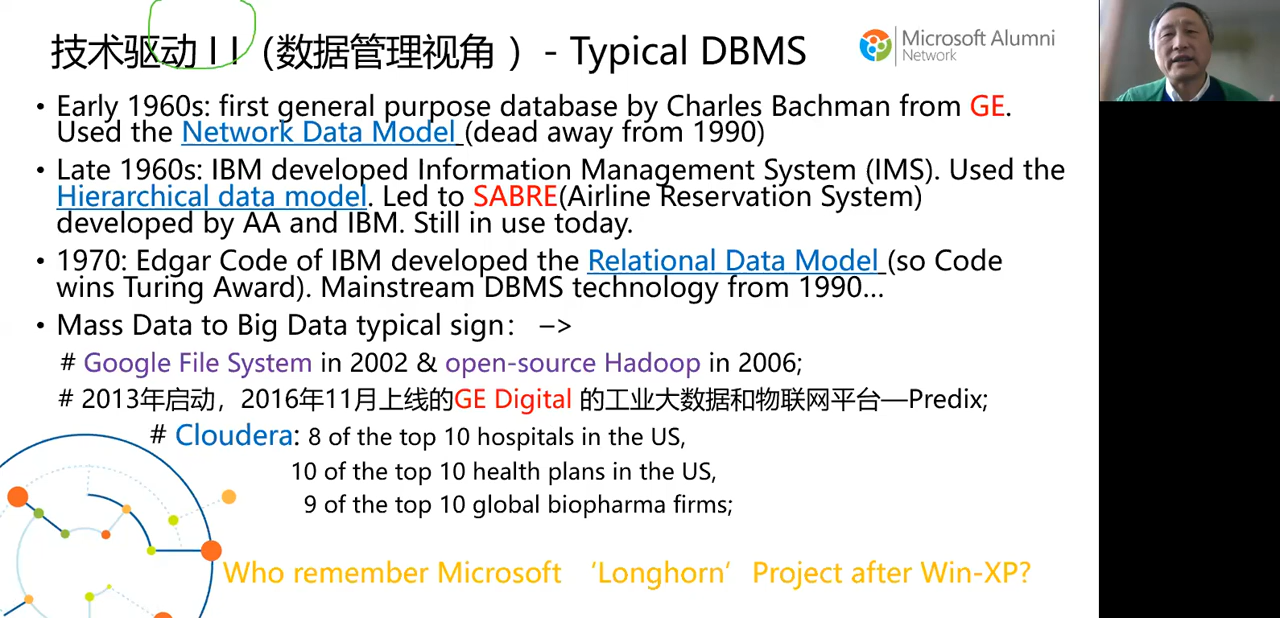 技术驱动 I I（数据管理视角 ）- Typical DBMS
Microsoft Alumni
Network
• Early 1960s: first general purpose database by Charles Bachman from GE.
Used the Network Data Model (dead away from 1990)
• Late 1960s: IBM developed Information Management System (IMS). Used the
Hierarchical data model. Led to SABRE(Airline Reservation System)
developed by AA and IBM. Still in use today.
• 1970: Edgar Code of IBM developed the Relational Data Model (so Code
wins Turing Award). Mainstream DBMS technology from 1990...
• Mass Data to Big Data typical sign： –>
# Google File System in 2002 & open-source Hadoop in 2006;
# 2013年启动，2016年11月上线的GE Digital 的工业大数据和物联网平台—Predix;
# Cloudera: 8 of the top 10 hospitals in the US,
10 of the top 10 health plans in the US,
9 of the top 10 global biopharma firms;
Who remember Microsoft ‘Longhorn’ Project after Win-XP?